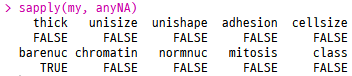 > sapply(my, anyNA)
thick unisize unishape adhesion cellsize
FALSE FALSE FALSE FALSE FALSE
barenuc chromatin normnuc mitosis class
TRUE FALSE FALSE FALSE FALSE